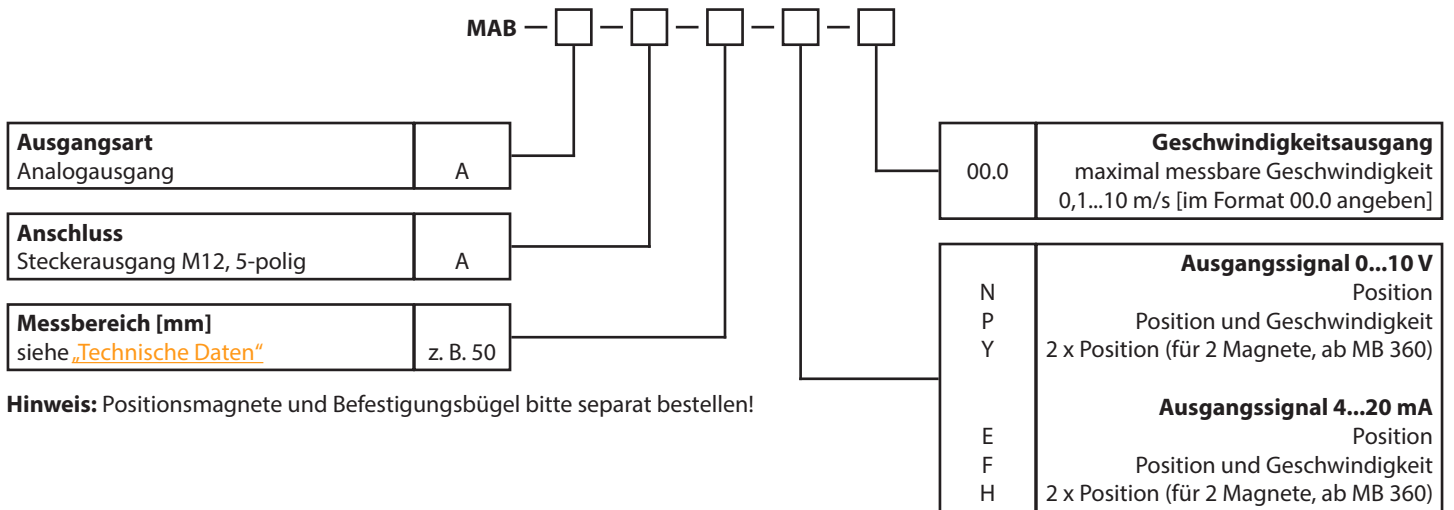 MAB
Ausgangsart
Analogausgang A
Anschluss
Steckerausgang M12, 5-polig A
Messbereich [mm]
siehe „Technische Daten“ z. B. 50
Hinweis: Positionsmagnete und Befestigungsbügel bitte separat bestellen!
Geschwindigkeitsausgang
00.0 maximal messbare Geschwindigkeit
0,1...10 m/s [im Format 00.0 angeben]
Ausgangssignal 0...10 V
N Position
P Position und Geschwindigkeit
Y 2 x Position (für 2 Magnete, ab MB 360)
Ausgangssignal 4...20 mA
E Position
F Position und Geschwindigkeit
H 2 x Position (für 2 Magnete, ab MB 360)